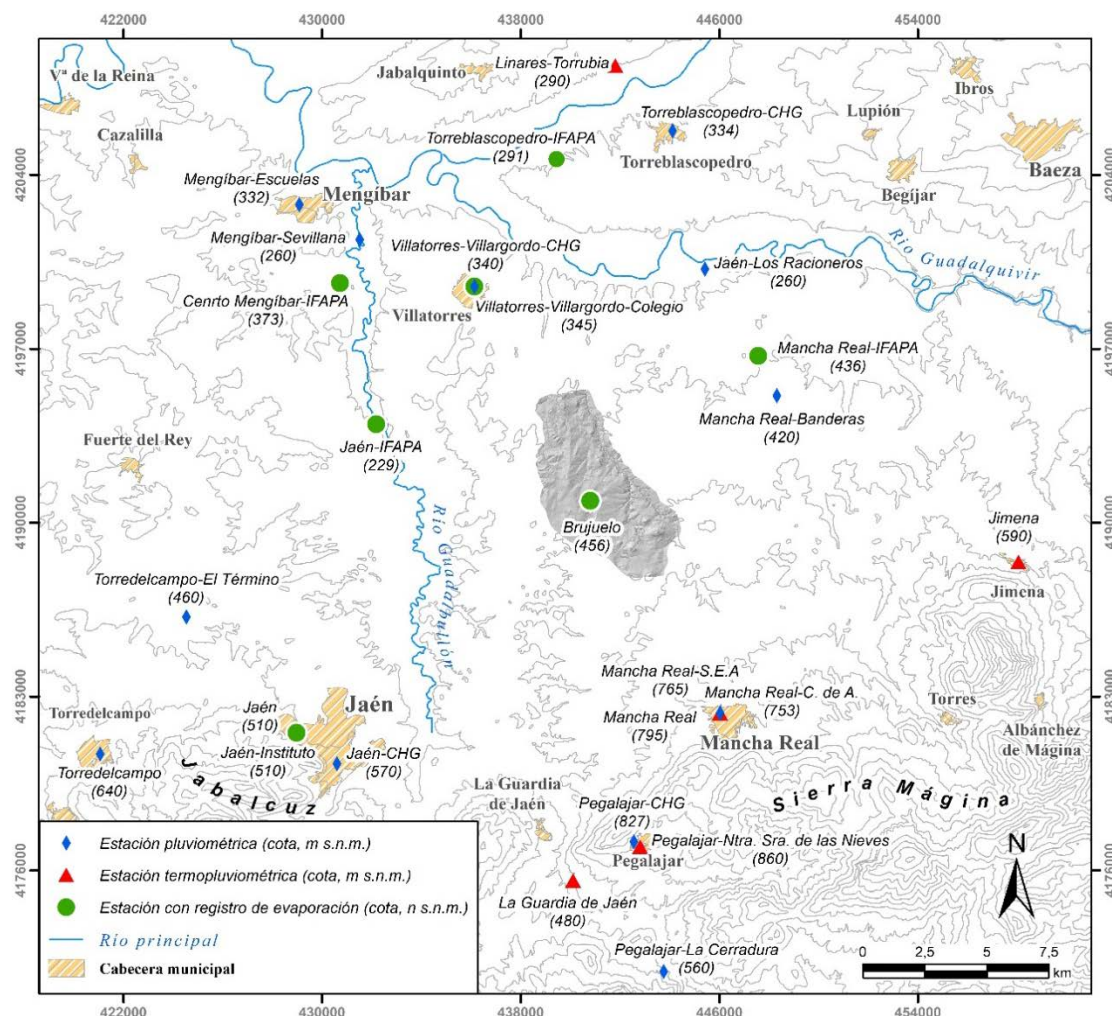 422000
430000
438000
446000
454000
Linares-Torrubia
(290)
Jabalquinto
Vª de la Reina
Ibros
Cazalilla
Torreblascopedro-CHG
(334)
Lupión
Torreblascopedro-IFAPA
(291)
Torreblascopedro
4204000
4204000
Baeza
Begíjar
Mengíbar-Escuelas
(332)
Mengíbar
Mengíbar-Sevillana
(260)
Villatorres-Villargordo-CHG
(340)
Río Guadalquivir
Jaén-Los Racioneros
(260)
Cenrto Mengíbar-IFAPA
(373)
Villatorres
Villatorres-Villargordo-Colegio
(345)
4197000
4197000
Mancha Real-IFAPA
(436)
Mancha Real-Banderas
(420)
Fuerte del Rey
Jaén-IFAPA
(229)
4190000
4190000
Brujuelo
(456)
Jimena
(590)
Río Guadalbullón
Jimena
Torredelcampo-El Término
(460)
Mancha Real-S.E.A
(765)
Mancha Real-C. de A.
(753)
4183000
4183000
Jaén
Jaén
(510)
Torres
Torredelcampo
Mancha Real
(795)
Mancha Real
Albánchez
de Mágina
Jaén-Instituto
(510)
Jaén-CHG
(570)
Torredelcampo
(640)
Jabalcuz
La Guardia
de Jaén
Sierra Mágina
Pegalajar-CHG
(827)
Pegalajar-Ntra. Sra. de las Nieves
(860)
Pegalajar
4176000
La Guardia de Jaén
(480)
Pegalajar-La Cerradura
(560)
Estación pluviométrica (cota, m s.n.m.)
Estación termopluviométrica (cota, m s.n.m.)
Estación con registro de evaporación (cota, n s.n.m.)
Río principal
Cabecera municipal
4176000
N
0 2,5 5 7,5
km
422000
430000
438000
446000
454000